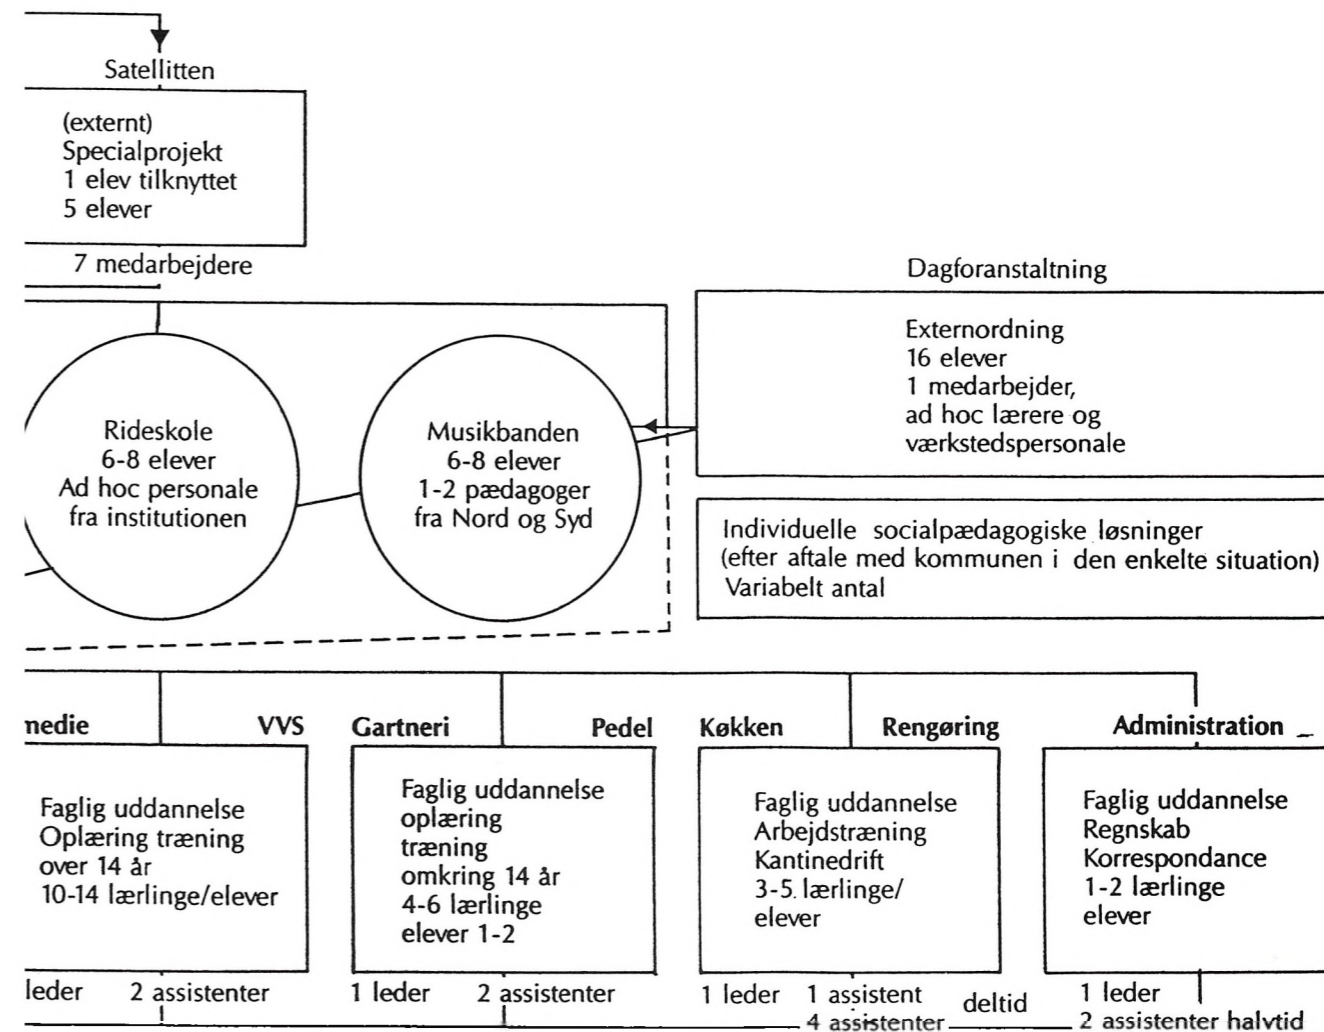 Satellitten
(externt)
Specialprojekt
1 elev tilknyttet
5 elever
7 medarbejdere
Dagforanstaltning
Externordning
16 elever
1 medarbejder,
ad hoc lærere og
værkstedspersonale
Rideskole
6-8 elever
Ad hoc personale
fra institutionen
Musikbanden
6-8 elever
1-2 pædagoger
fra Nord og Syd
Individuelle socialpædagogiske løsninger
(efter aftale med kommunen i den enkelte situation)
Variabelt antal
medie VVS
Faglig uddannelse
Oplæring træning
over 14 år
10-14 lærlinge/elever
leder 2 assistenter
Gartneri Pedel
Faglig uddannelse
oplæring
træning
omkring 14 år
4-6 lærlinge
elever 1-2
1 leder 2 assistenter
Køkken Rengøring
Faglig uddannelse
Arbejdstræning
Kantinedrift
3-5 lærlinge/
elever
1 leder 1 assistent deltid
4 assistenter
Administration
Faglig uddannelse
Regnskab
Korrespondance
1-2 lærlinge
elever
1 leder
2 assistenter halvtid